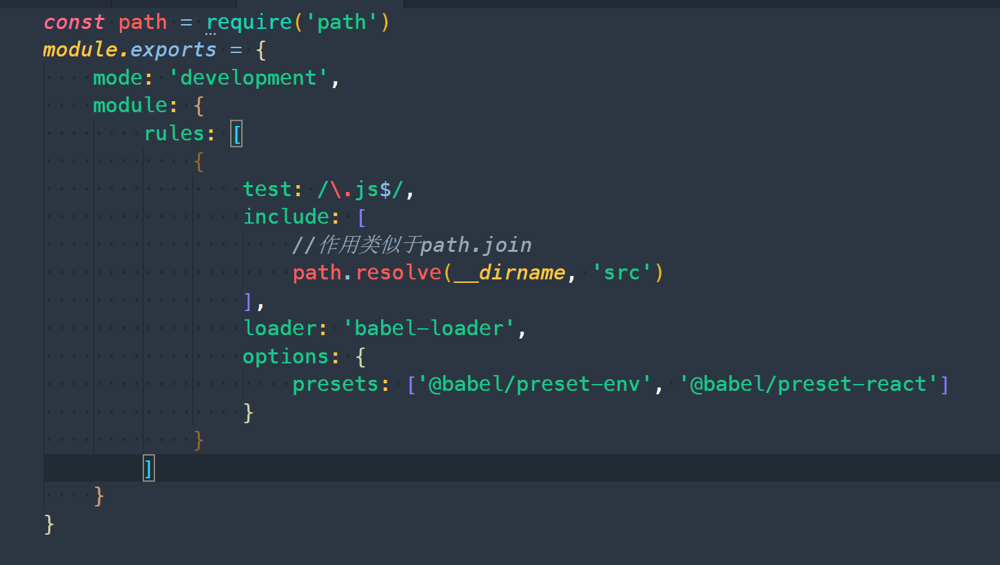 const path = require('path')
module.exports = {
    mode: 'development',
    module: {
        rules: [
            {
                test: /\.js$/,
                include: [
                    //作用类似于path.join
                    path.resolve(__dirname, 'src')
                ],
                loader: 'babel-loader',
                options: {
                    presets: ['@babel/preset-env', '@babel/preset-react']
                }
            }
        ]
    }
}